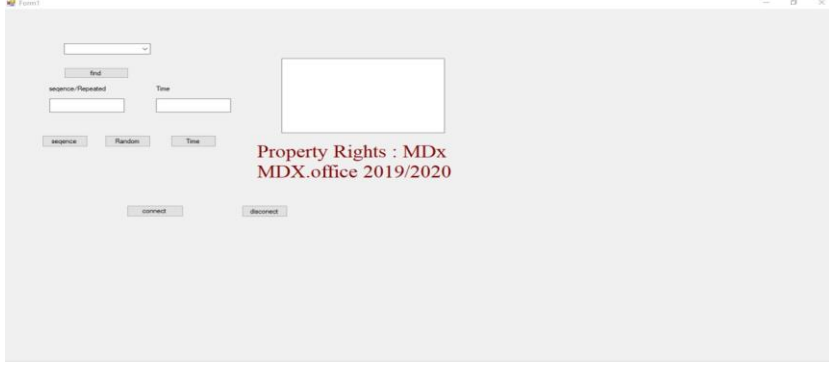 Form1
find
seqence/Repeated
Time
seqence
Random
Time
Property Rights : MDx
MDX.office 2019/2020
connect
disconect